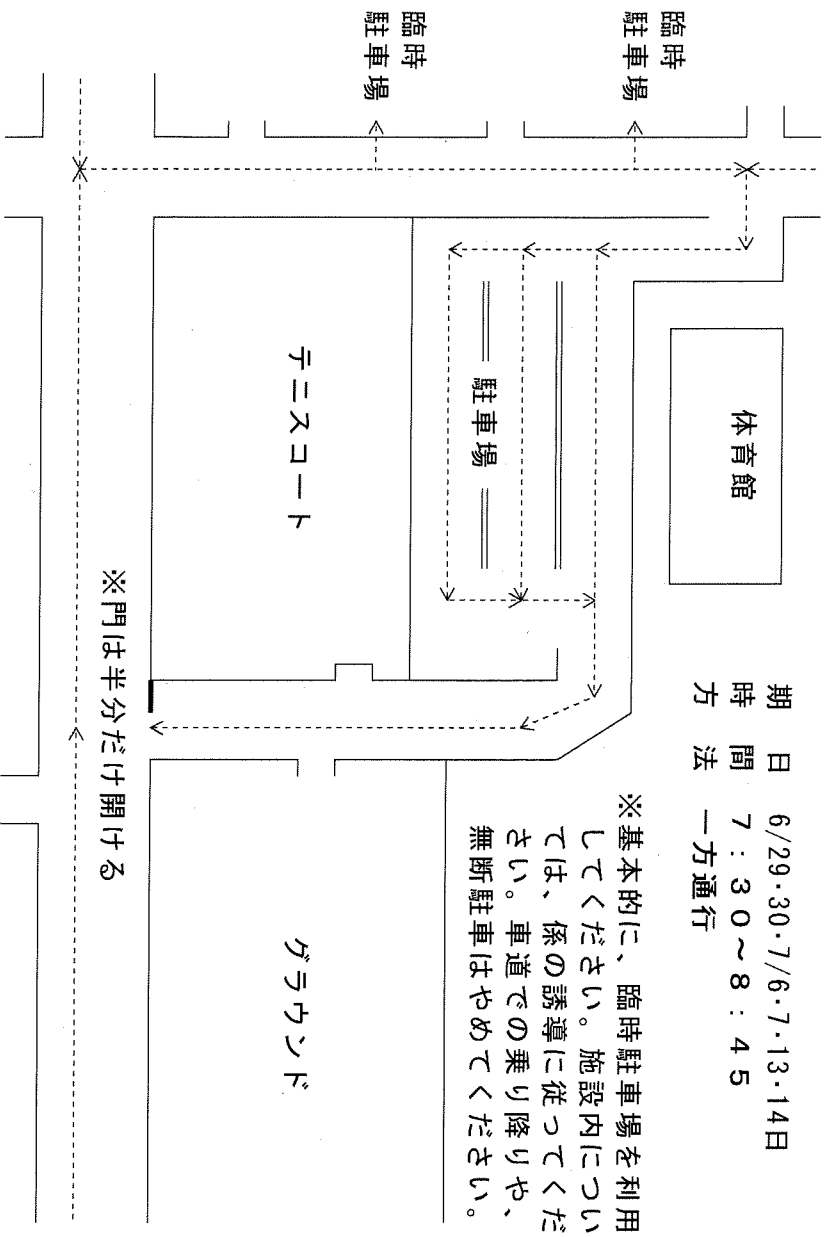 期　日　6/29・30・7/6・7・13・14日
時　間　７：３０～８：４５
方　法　一方通行
※基本的に、臨時駐車場を利用
してください。施設内につい
ては、係の誘導に従ってくだ
さい。車道での乗り降りや、
無断駐車はやめてください。
体育館
臨時
駐車場
駐車場
臨時
駐車場
テニスコート
グラウンド
※門は半分だけ開ける